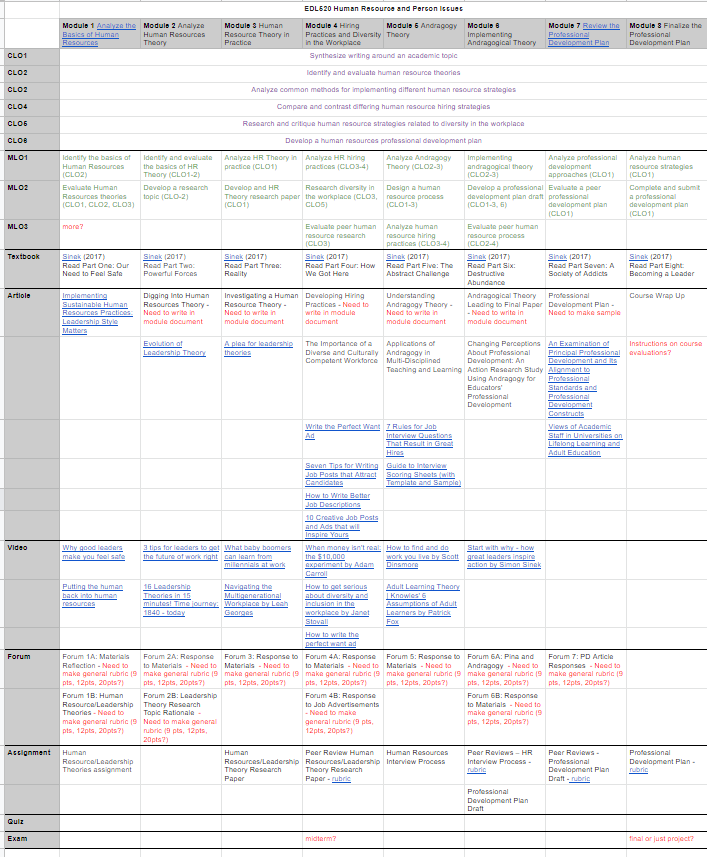 EDL520 Human Resource and Person Issues
Module 1 Analyze the Basics of Human Resources
Module 2 Analyze Human Resources Theory
Module 3 Human Resource Theory in Practice
Module 4 Hiring Practices and Diversity in the Workplace
Module 5 Andragogy Theory
Module 6 Implementing Andragogical Theory
Module 7 Review the Professional Development Plan
Module 8 Finalize the Professional Development Plan
CLO1 Synthesize writing around an academic topic
CLO2 Identify and evaluate human resource theories
CLO2 Analyze common methods for implementing different human resource strategies
CLO4 Compare and contrast differing human resource hiring strategies
CLO5 Research and critique human resource strategies related to diversity in the workplace
CLO6 Develop a human resources professional development plan
MLO1
Identify the basics of Human Resources (CLO2)
Identify and evaluate the basics of HR Theory (CLO1-2)
Analyze HR Theory in practice (CLO1)
Analyze HR hiring practices (CLO3-4)
Analyze Andragogy Theory (CLO2-3)
Implementing andragogical theory (CLO2-3)
Analyze professional development approaches (CLO1)
Analyze human resource strategies (CLO1)
MLO2
Evaluate Human Resources theories (CLO1, CLO2, CLO3)
Develop a research topic (CLO-2)
Develop and HR Theory research paper (CLO1)
Research diversity in the workplace (CLO3, CLO5)
Design a human resource process (CLO1-3)
Develop a professional development plan draft (CLO1-3, 6)
Evaluate a peer professional development plan (CLO1)
Complete and submit a professional development plan (CLO1)
MLO3
more?
Evaluate peer human resource research (CLO3)
Analyze human resource hiring practices (CLO3-4)
Evaluate peer human resource process (CLO2-4)
Textbook
Sinek (2017) Read Part One: Our Need to Feel Safe
Sinek (2017) Read Part Two: Powerful Forces
Sinek (2017) Read Part Three: Reality
Sinek (2017) Read Part Four: How We Got Here
Sinek (2017) Read Part Five: The Abstract Challenge
Sinek (2017) Read Part Six: Destructive Abundance
Sinek (2017) Read Part Seven: A Society of Addicts
Sinek (2017) Read Part Eight: Becoming a Leader
Article
Implementing Sustainable Human Resources Practices: Leadership Style Matters
Digging Into Human Resources Theory - Need to write in module document
Investigating a Human Resource Theory - Need to write in module document
Developing Hiring Practices - Need to write in module document
Understanding Andragogy Theory - Need to write in module document
Andragogical Theory Leading to Final Paper - Need to write in module document
Professional Development Plan - Need to make sample
Course Wrap Up
Evolution of Leadership Theory
A plea for leadership theories
The Importance of a Diverse and Culturally Competent Workforce
Applications of Andragogy in Multi-Disciplined Teaching and Learning
Changing Perceptions About Professional Development: An Action Research Study Using Andragogy for Educators' Professional Development
An Examination of Principal Professional Development and Its Alignment to Professional Standards and Professional Development Constructs
Instructions on course evaluations?
Write the Perfect Want Ad
7 Rules for Job Interview Questions That Result in Great Hires
Views of Academic Staff in Universities on Lifelong Learning and Adult Education
Seven Tips for Writing Job Posts that Attract Candidates
Guide to Interview Scoring Sheets (with Template and Sample)
How to Write Better Job Descriptions
10 Creative Job Posts and Ads that will Inspire Yours
Video
Why good leaders make you feel safe
3 tips for leaders to get the future of work right
What baby boomers can learn from millennials at work
When money isn't real: the $10,000 experiment by Adam Carroll
How to find and do work you live by Scott Dinsmore
Start with why - how great leaders inspire action by Simon Sinek
Putting the human back into human resources
16 Leadership Theories in 15 minutes! Time journey: 1840 - today
Navigating the Multigenerational Workplace by Leah Georges
How to get serious about diversity and inclusion in the workplace by Janet Stovall
Adult Learning Theory | Knowles' 6 Assumptions of Adult Learners by Patrick Fox
How to write the perfect want ad
Forum
Forum 1A: Materials Reflection - Need to make general rubric (9 pts, 12pts, 20pts?)
Forum 2A: Response to Materials - Need to make general rubric (9 pts, 12pts, 20pts?)
Forum 3: Response to Materials - Need to make general rubric (9 pts, 12pts, 20pts?)
Forum 4A: Response to Materials - Need to make general rubric (9 pts, 12pts, 20pts?)
Forum 5: Response to Materials - Need to make general rubric (9 pts, 12pts, 20pts?)
Forum 6A: Pina and Andragogy - Need to make general rubric (9 pts, 12pts, 20pts?)
Forum 7: PD Article Responses - Need to make general rubric (9 pts, 12pts, 20pts?)
Forum 1B: Human Resource/Leadership Theories - Need to make general rubric (9 pts, 12pts, 20pts?)
Forum 2B: Leadership Theory Research Topic Rationale - Need to make general rubric (9 pts, 12pts, 20pts?)
Forum 4B: Response to Job Advertisements - Need to make general rubric (9 pts, 12pts, 20pts?)
Forum 6B: Response to Materials - Need to make general rubric (9 pts, 12pts, 20pts?)
Assignment
Human Resource/Leadership Theories assignment
Human Resources/Leadership Theory Research Paper
Peer Review Human Resources/Leadership Theory Research Paper - rubric
Human Resources Interview Process
Peer Reviews – HR Interview Process - rubric
Peer Reviews - Professional Development Plan Draft - rubric
Professional Development Plan - rubric
Professional Development Plan Draft
Quiz
Exam
midterm?
final or just project?